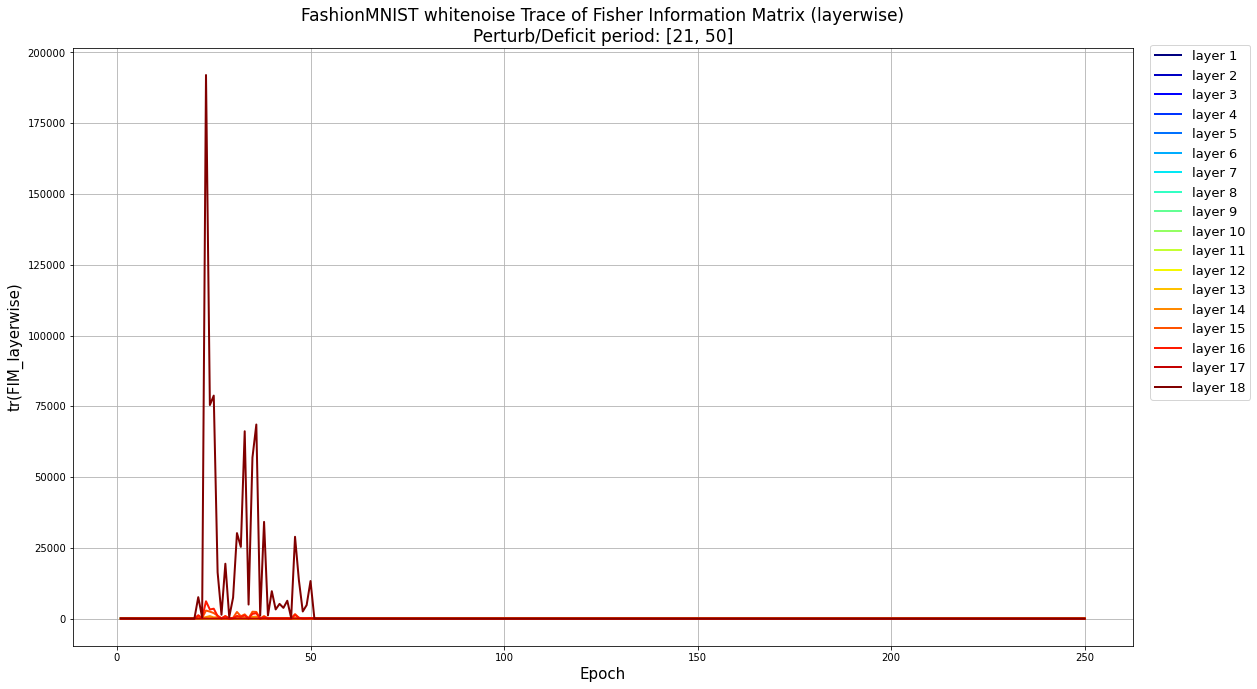 FashionMNIST whitenoise Trace of Fisher Information Matrix (layerwise)
Perturb/Deficit period: [21, 50]
200000
175000
150000
125000
100000
75000
50000
25000
0
tr(FIM_layerwise)
0 50 100 150 200 250
Epoch
layer 1
layer 2
layer 3
layer 4
layer 5
layer 6
layer 7
layer 8
layer 9
layer 10
layer 11
layer 12
layer 13
layer 14
layer 15
layer 16
layer 17
layer 18